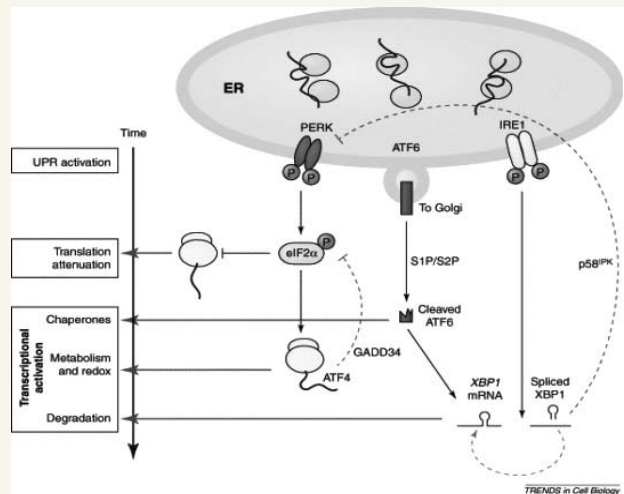 ER
PERK
IRE1
Time
ATF6
UPR activation
P P
P P
To Golgi
P
Translation
attenuation
eIF2α
S1P/S2P
p58IPK
Transcriptional
activation
Chaperones
Cleaved
ATF6
GADD34
Metabolism
and redox
ATF4
XBP1
mRNA
Spliced
XBP1
Degradation
TRENDS in Cell Biology